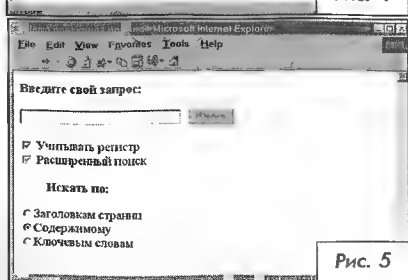 Microsoft Internet Explorer
File Edit View Favorites Tools Help
Введите свой запрос:
Учитывать регистр
Расширенный поиск
Искать по:
Заголовкам страниц
Содержимому
Ключевым словам
Рис. 5